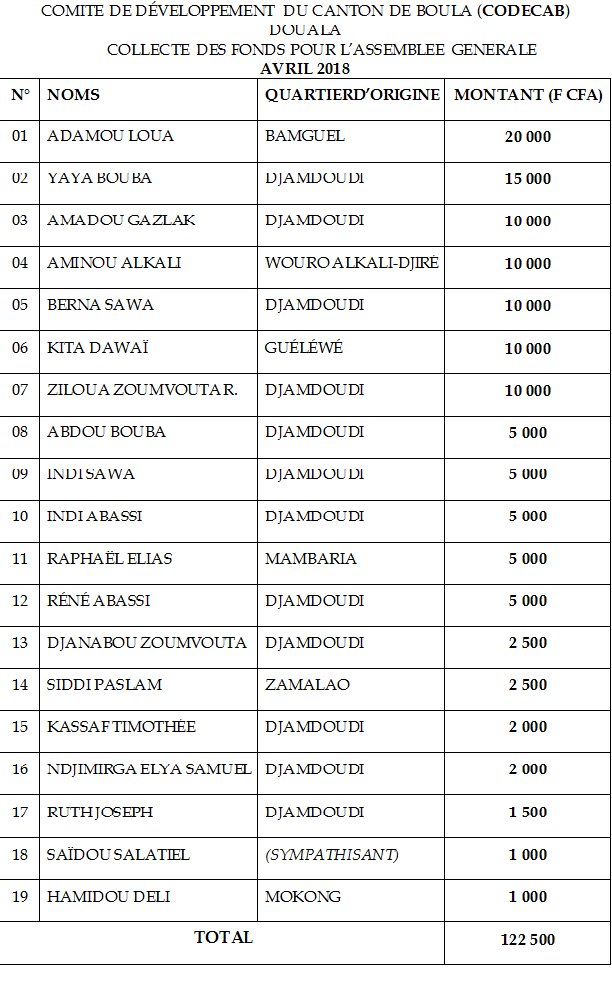 COMITE DE DÉVELOPPEMENT DU CANTON DE BOULA (CODECAB)
DOUALA
COLLECTE DES FONDS POUR L'ASSEMBLEE GENERALE
AVRIL 2018
N° NOMS QUARTIER D'ORIGINE MONTANT (F CFA)
01 ADAMOU LOUA BAMGUEL 20 000
02 YAYA BOUBA DJAMDOUDI 15 000
03 AMADOU GAZLAK DJAMDOUDI 10 000
04 AMINOU ALKALI WOURO ALKALI-DJIRÉ 10 000
05 BERNA SAWA DJAMDOUDI 10 000
06 KITA DAWAÏ GUÉLÉWÉ 10 000
07 ZILOUA ZOUMVOUTA R. DJAMDOUDI 10 000
08 ABDOU BOUBA DJAMDOUDI 5 000
09 INDI SAWA DJAMDOUDI 5 000
10 INDI ABASSI DJAMDOUDI 5 000
11 RAPHAËL ELIAS MAMBARIA 5 000
12 RÉNÉ ABASSI DJAMDOUDI 5 000
13 DJANABOU ZOUMVOUTA DJAMDOUDI 2 500
14 SIDDI PASLAM ZAMALAO 2 500
15 KASSAF TIMOTHÉE DJAMDOUDI 2 000
16 NDJIMIRGA ELYA SAMUEL DJAMDOUDI 2 000
17 RUTH JOSEPH DJAMDOUDI 1 500
18 SAÏDOU SALATIEL (SYMPATHISANT) 1 000
19 HAMIDOU DELI MOKONG 1 000
TOTAL 122 500